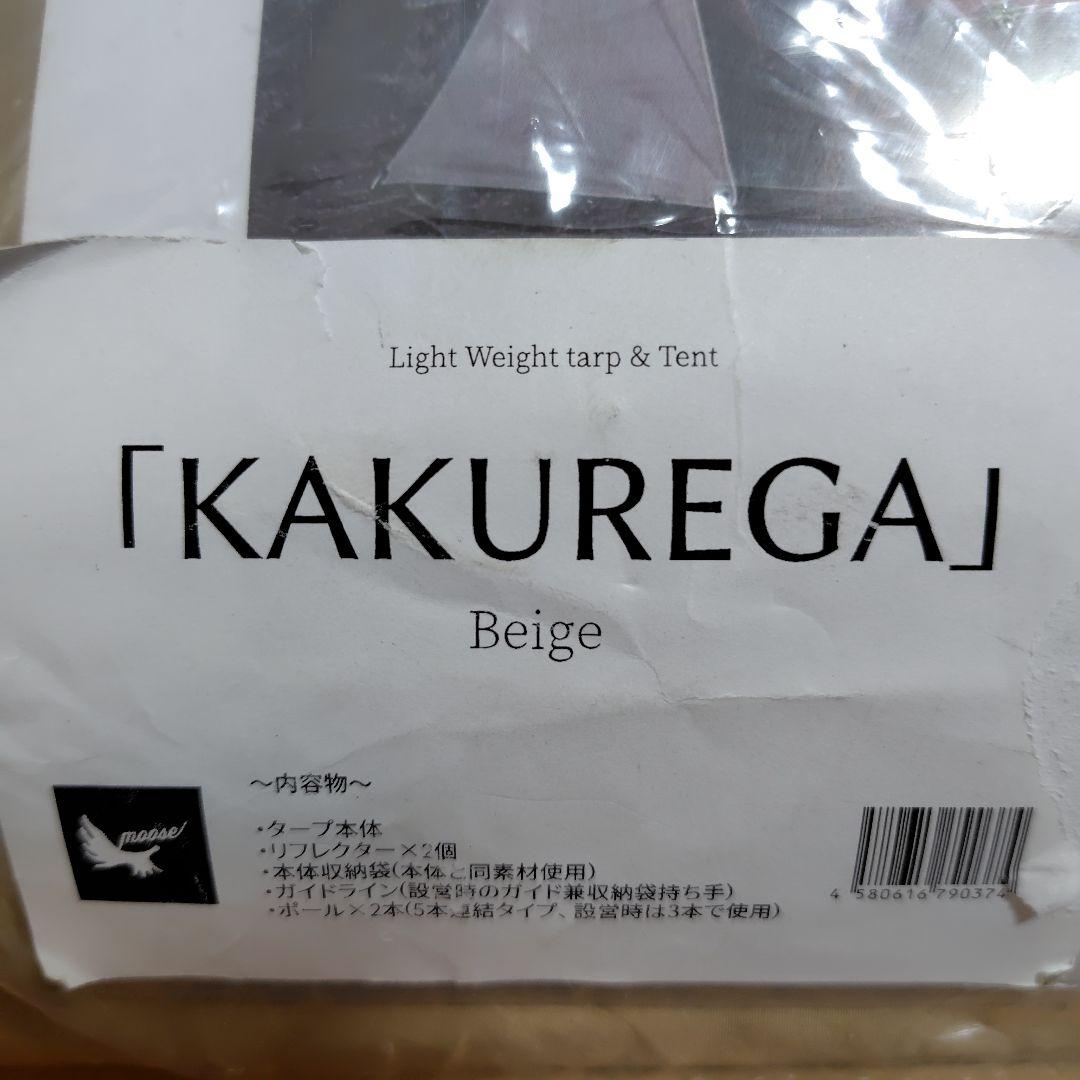 Light Weight tarp & Tent
「KAKUREGA」
Beige
moose
～内容物～
・タープ本体
・リフレクター×2個
・本体収納袋(本体と同素材使用)
・ガイドライン(設営時のガイド兼収納袋持ち手)
・ポール×2本(5本連結タイプ、設営時は3本で使用)
4 580616 790374